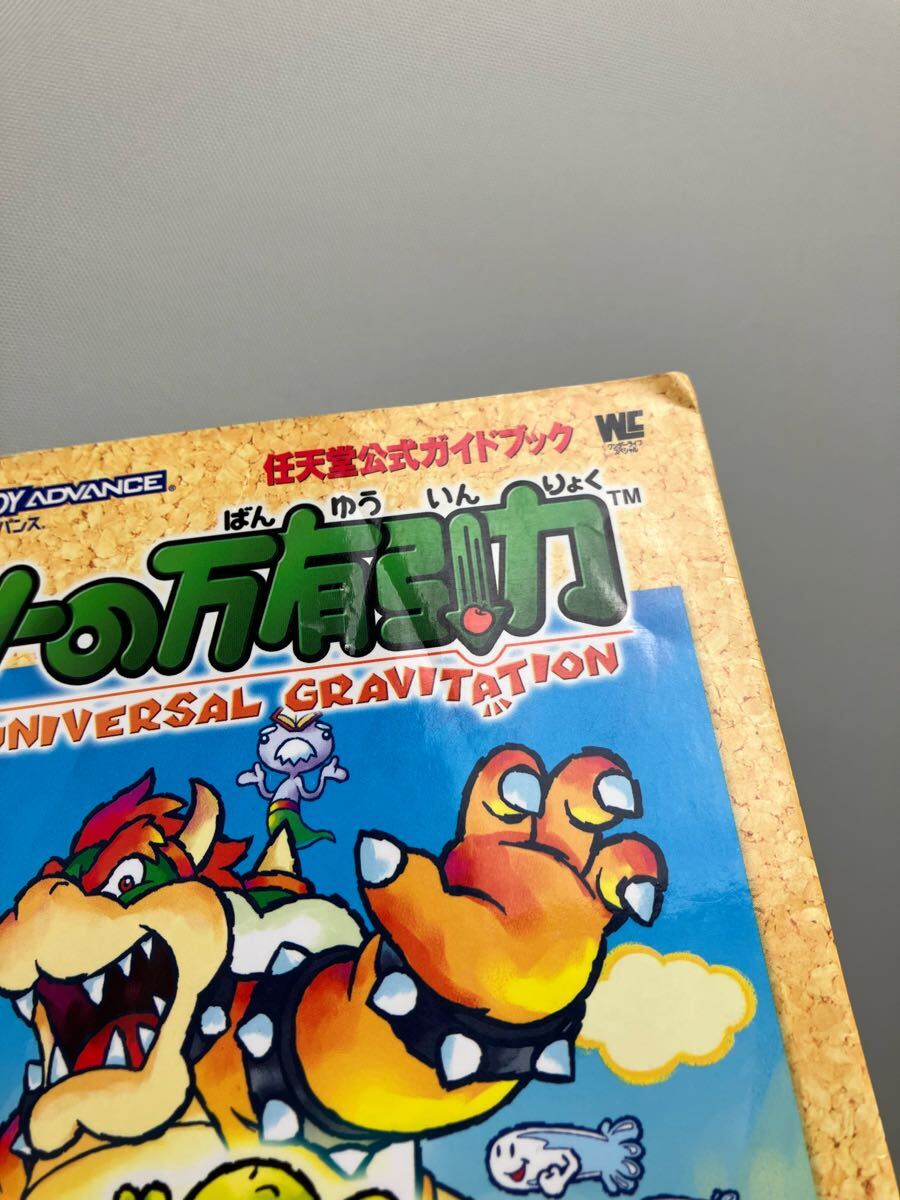 任天堂公式ガイドブック
WLC
ワンダーライフ
スペシャル
OY ADVANCE®
バンス
ばん ゆう いん りょく
ーの万有引力™
UNIVERSAL GRAVITATION